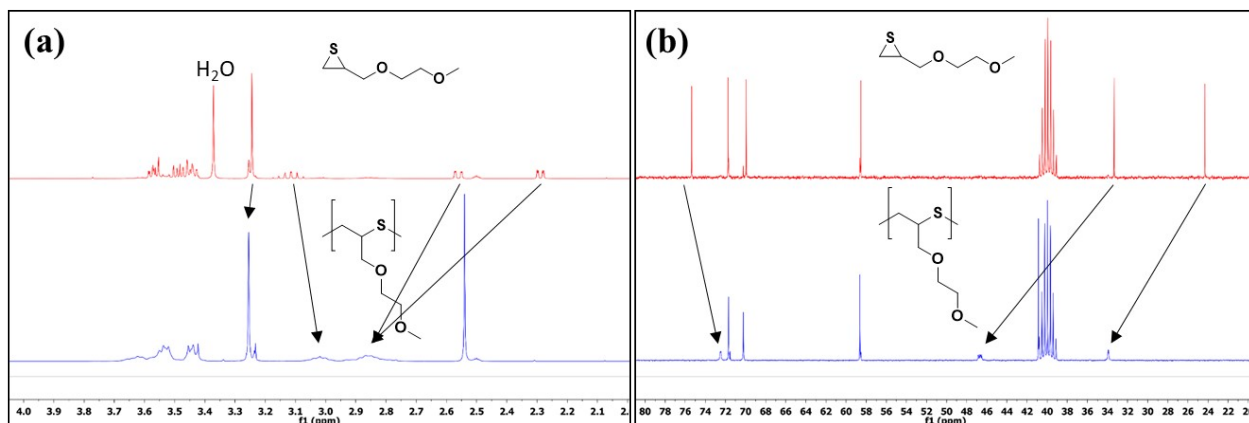 (a)
H₂O
S
O
O
S
O
O
4.0 3.9 3.8 3.7 3.6 3.5 3.4 3.3 3.2 3.1 3.0 2.9 2.8 2.7 2.6 2.5 2.4 2.3 2.2 2.1 2.
f1 (ppm)
(b)
S
O
O
S
O
O
80 78 76 74 72 70 68 66 64 62 60 58 56 54 52 50 48 46 44 42 40 38 36 34 32 30 28 26 24 22 20
f1 (ppm)